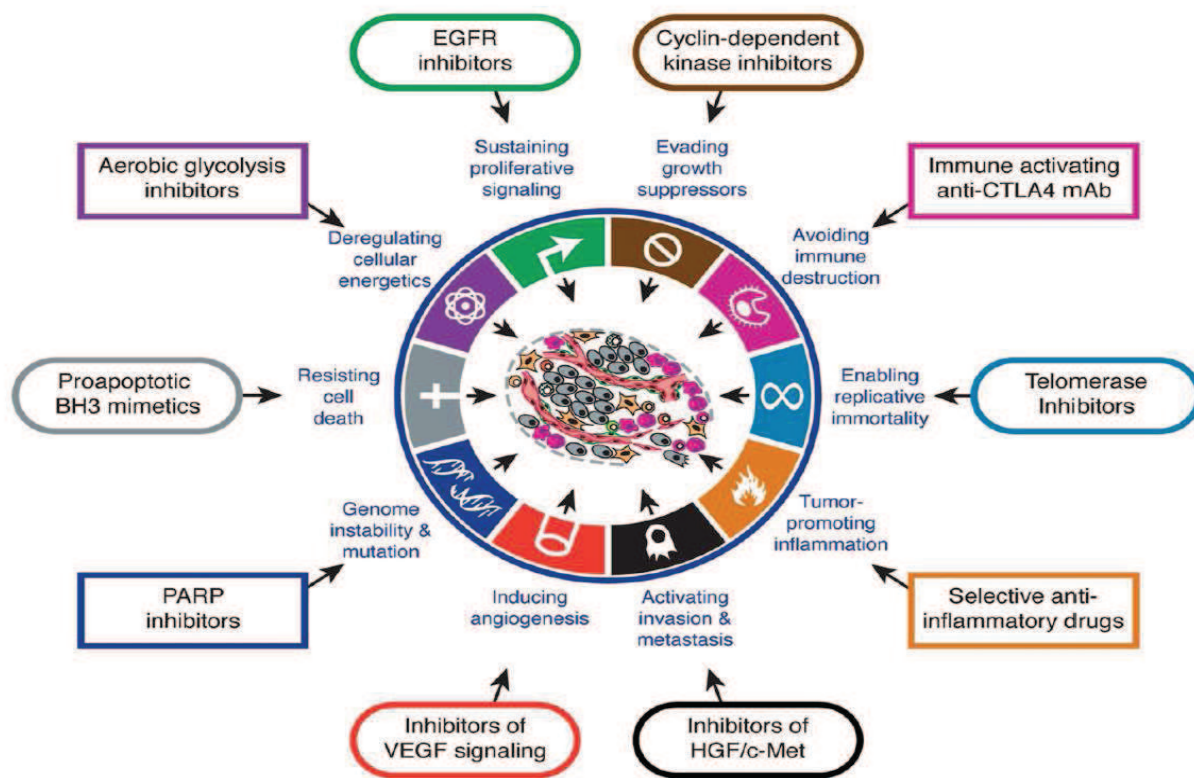 EGFR
inhibitors
Cyclin-dependent
kinase inhibitors
Sustaining
proliferative
signaling
Evading
growth
suppressors
Aerobic glycolysis
inhibitors
Immune activating
anti-CTLA4 mAb
Deregulating
cellular
energetics
Avoiding
immune
destruction
Proapoptotic
BH3 mimetics
Resisting
cell
death
Enabling
replicative
immortality
Telomerase
Inhibitors
Genome
instability &
mutation
Tumor-
promoting
inflammation
PARP
inhibitors
Inducing
angiogenesis
Activating
invasion &
metastasis
Selective anti-
inflammatory drugs
Inhibitors of
VEGF signaling
Inhibitors of
HGF/c-Met